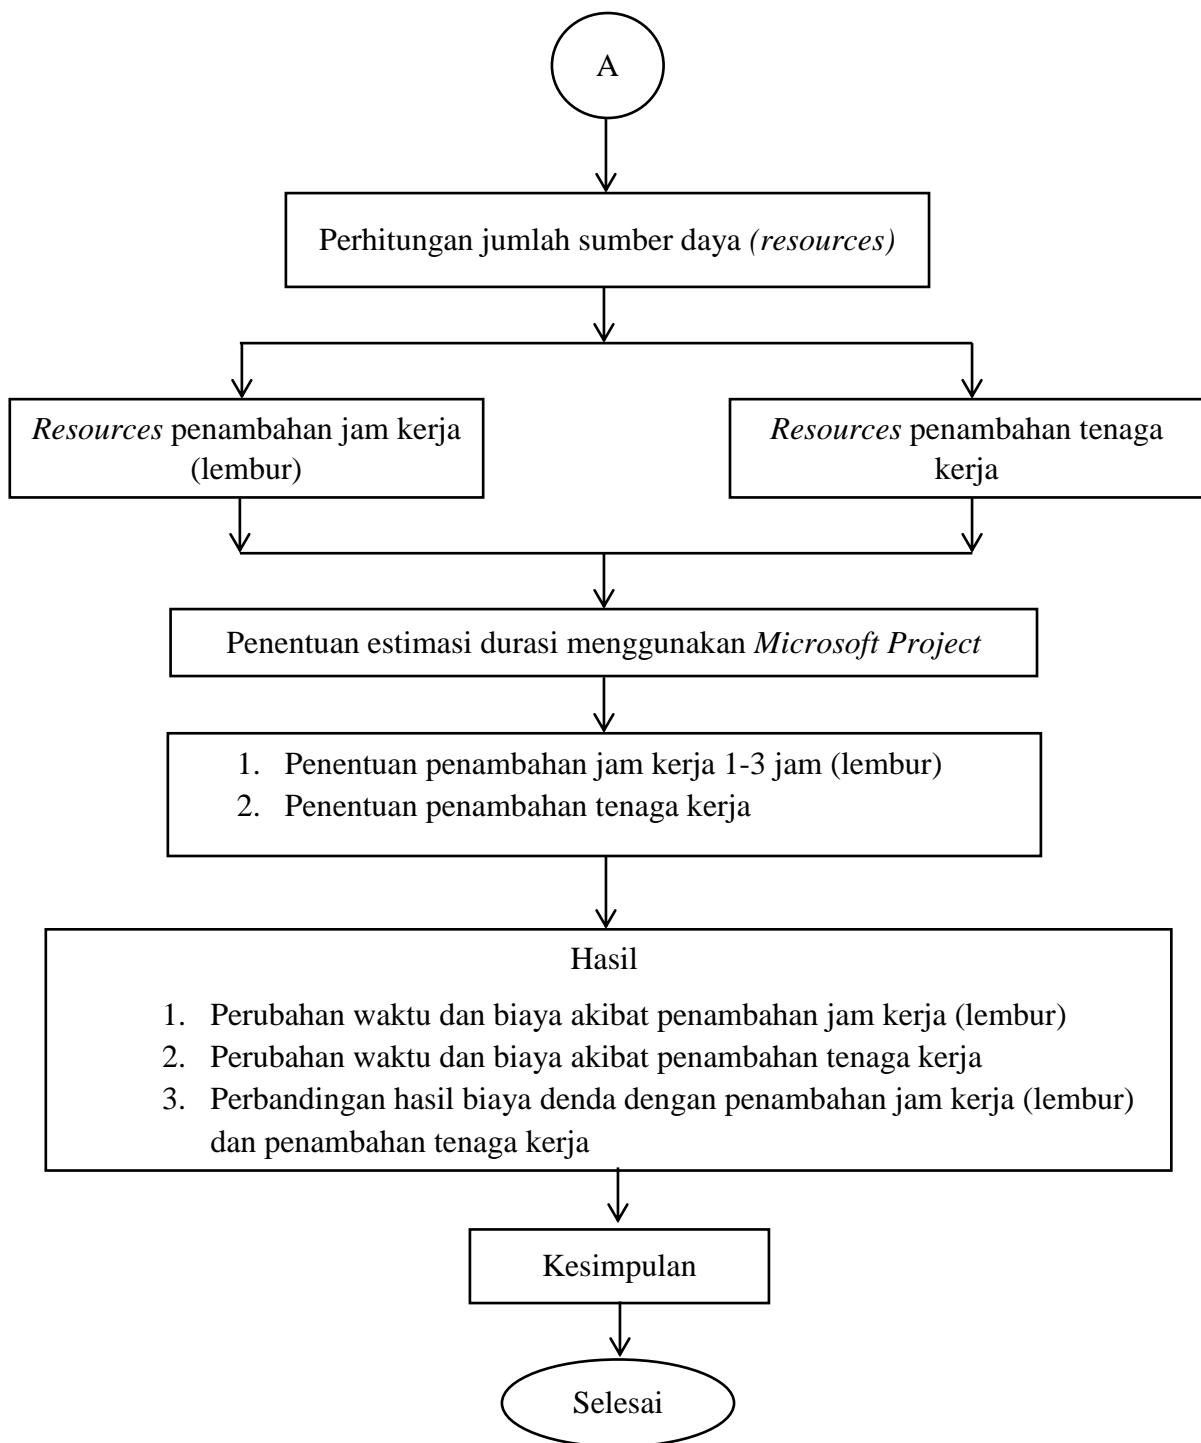 A
Perhitungan jumlah sumber daya (resources)
Resources penambahan jam kerja
(lembur)
Resources penambahan tenaga
kerja
Penentuan estimasi durasi menggunakan Microsoft Project
1. Penentuan penambahan jam kerja 1-3 jam (lembur)
2. Penentuan penambahan tenaga kerja
Hasil
1. Perubahan waktu dan biaya akibat penambahan jam kerja (lembur)
2. Perubahan waktu dan biaya akibat penambahan tenaga kerja
3. Perbandingan hasil biaya denda dengan penambahan jam kerja (lembur)
dan penambahan tenaga kerja
Kesimpulan
Selesai